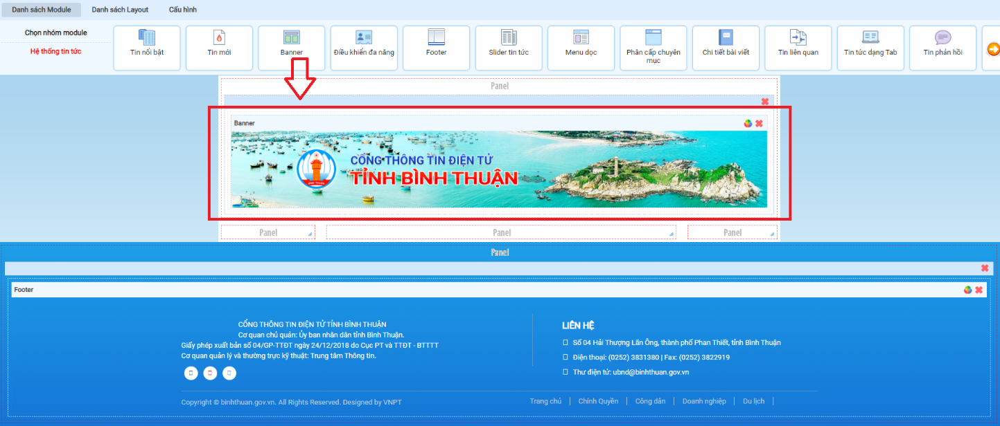 Danh sách Module Danh sách Layout Cấu hình
Chọn nhóm module
Hệ thống tin tức
Tin nổi bật
Tin mới
Banner
Điều khiển đa năng
Footer
Slider tin tức
Menu dọc
Phân cấp chuyên
mục
Chi tiết bài viết
Tin liên quan
Tin tức dạng Tab
Tin phản hồi
Panel
Banner
BÌNH THUẬN
CỔNG THÔNG TIN ĐIỆN TỬ
TỈNH BÌNH THUẬN
Panel Panel Panel
Panel
Footer
CỔNG THÔNG TIN ĐIỆN TỬ TỈNH BÌNH THUẬN
Cơ quan chủ quản: Ủy ban nhân dân tỉnh Bình Thuận.
Giấy phép xuất bản số 04/GP-TTĐT ngày 24/12/2018 do Cục PT và TTĐT - BTTTT
Cơ quan quản lý và thường trực kỹ thuật: Trung tâm Thông tin.
LIÊN HỆ
Số 04 Hải Thượng Lãn Ông, thành phố Phan Thiết, tỉnh Bình Thuận
Điện thoại: (0252) 3831380 | Fax: (0252) 3822919
Thư điện tử: ubnd@binhthuan.gov.vn
Copyright © binhthuan.gov.vn. All Rights Reserved. Designed by VNPT
Trang chủ | Chính Quyền | Công dân | Doanh nghiệp | Du lịch |